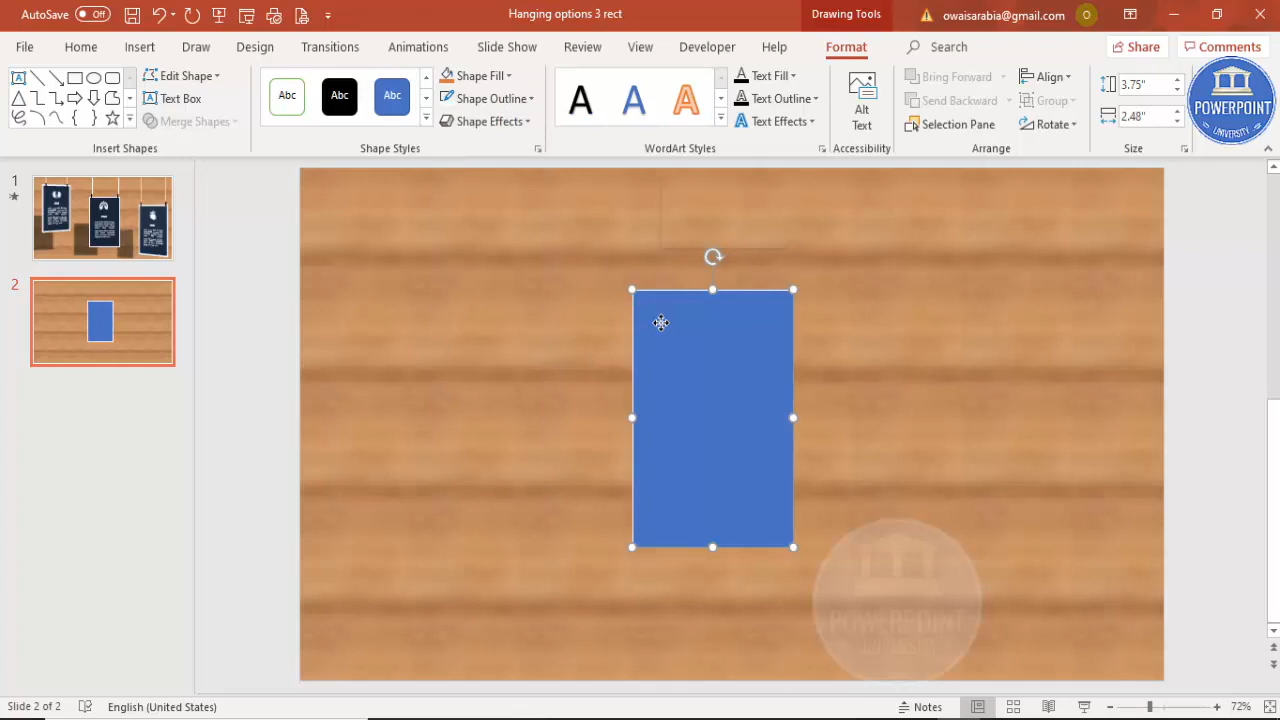 AutoSave Off
Hanging options 3 rect
Drawing Tools
owaisarabia@gmail.com
O
File Home Insert Draw Design Transitions Animations Slide Show Review View Developer Help Format Search Share Comments
Edit Shape
Text Box
Merge Shapes
Insert Shapes
Abc Abc Abc
Shape Fill
Shape Outline
Shape Effects
Shape Styles
A A A
Text Fill
Text Outline
Text Effects
WordArt Styles
Alt
Text
Accessibility
Bring Forward
Send Backward
Selection Pane
Align
Group
Rotate
Arrange
3.75"
2.48"
Size
POWERPOINT
UNIVERSITY
1
2
POWERPOINT
UNIVERSITY
Slide 2 of 2
English (United States)
Notes
72%